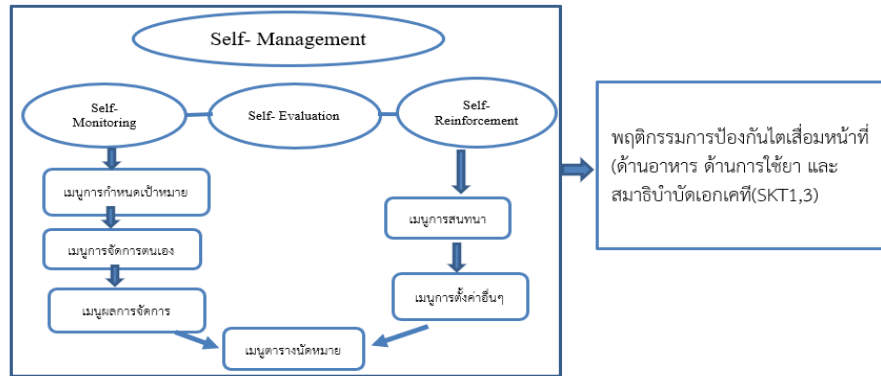 Self- Management
Self-
Monitoring
Self- Evaluation
Self-
Reinforcement
เมนูการกำหนดเป้าหมาย
เมนูการจัดการตนเอง
เมนูผลการจัดการ
เมนูการสนทนา
เมนูการตั้งค่าอื่นๆ
เมนูตารางนัดหมาย
พฤติกรรมการป้องกันไตเสื่อมหน้าที่
(ด้านอาหาร ด้านการใช้ยา และ
สมาธิบำบัดเอกเคที(SKT1,3)